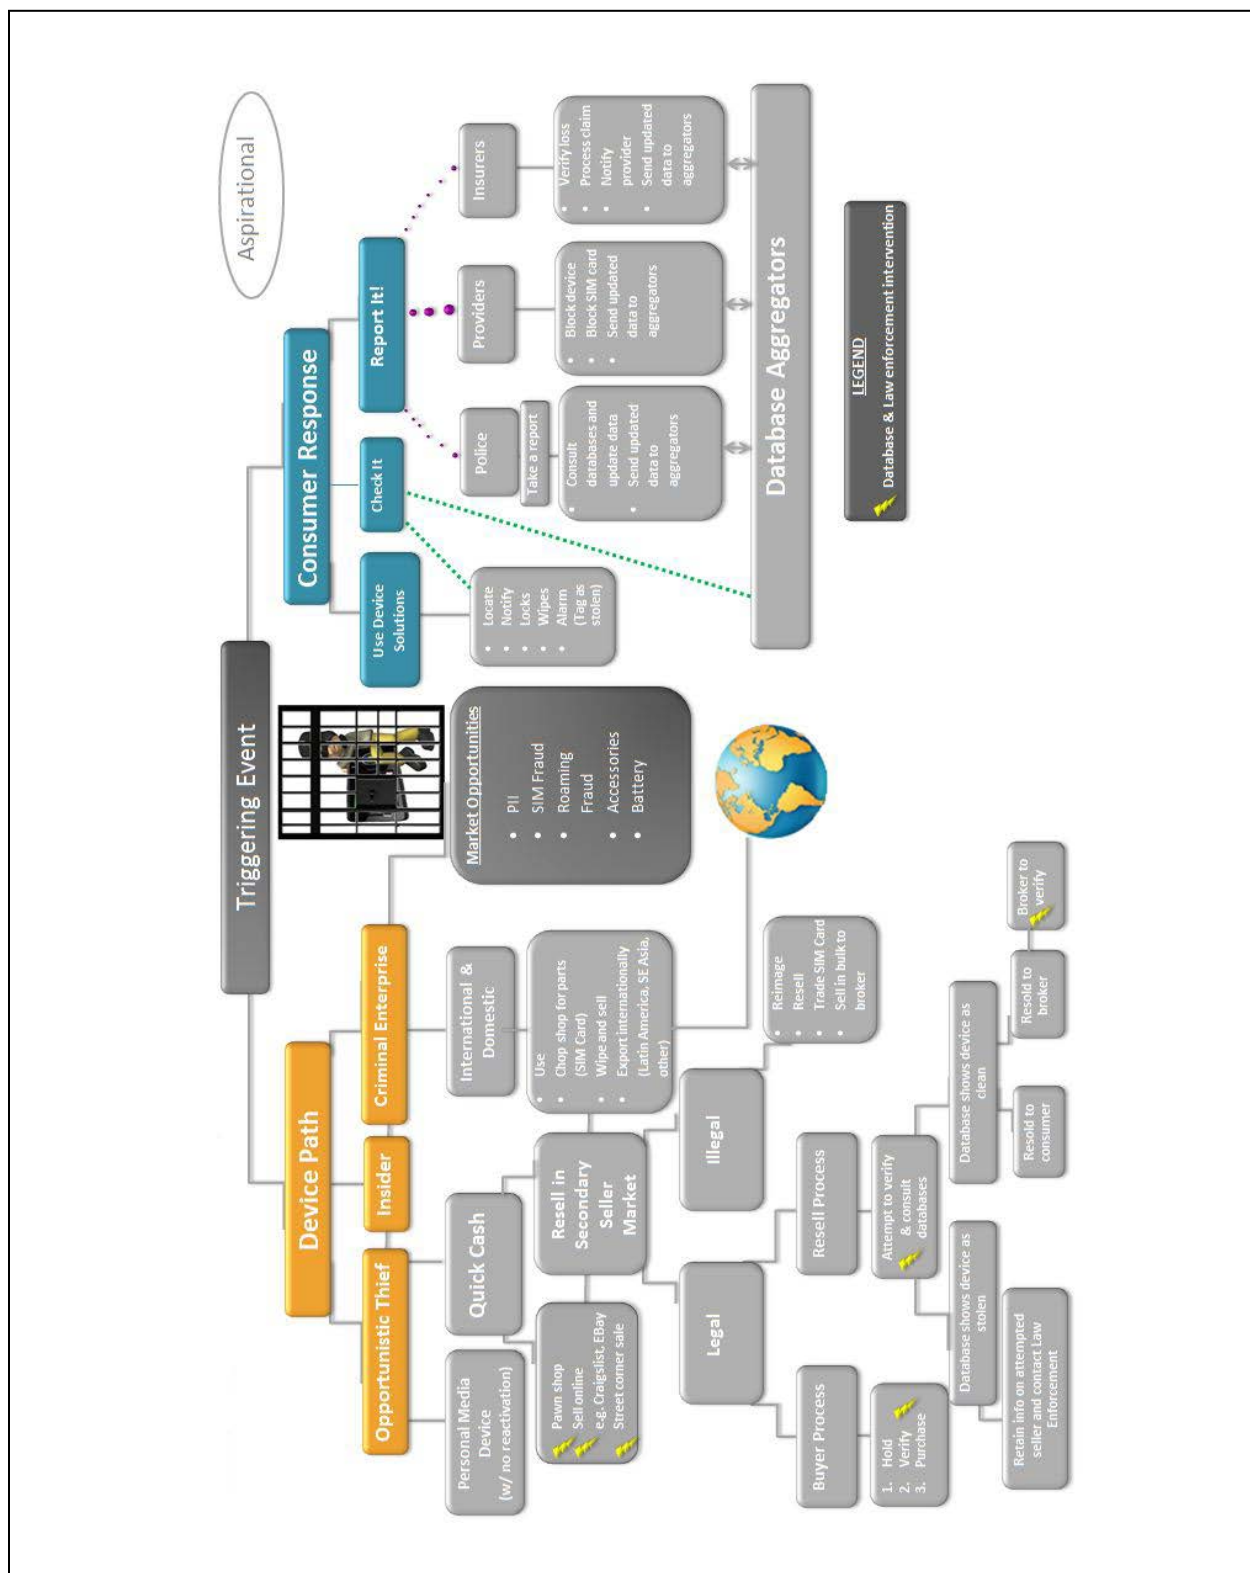 Aspirational
Triggering Event
Device Path
Consumer Response
Opportunistic Thief
Insider
Criminal Enterprise
Use Device
Solutions
Check It
Report It!
Personal Media
Device
(w/ no reactivation)
Quick Cash
International &
Domestic
Market Opportunities
• PII
• SIM Fraud
• Roaming
Fraud
• Accessories
• Battery
• Locate
• Notify
• Locks
• Wipes
• Alarm
(Tag as
stolen)
Police
Take a report
Providers
Insurers
Pawn shop
Sell online
e.g. Craigslist, EBay
Street corner sale
Resell in
Secondary
Seller
Market
• Use
• Chop shop for parts
(SIM Card)
• Wipe and sell
• Export internationally
(Latin America, SE Asia,
other)
• Consult
databases and
update data
• Send updated
data to
aggregators
• Block device
• Block SIM card
• Send updated
data to
aggregators
• Verify loss
• Process claim
• Notify
provider
• Send updated
data to
aggregators
Legal
Illegal
• Reimage
• Resell
• Trade SIM Card
• Sell in bulk to
broker
Database Aggregators
Buyer Process
Resell Process
1. Hold
2. Verify
3. Purchase
Attempt to verify
& consult
databases
LEGEND
Database & Law enforcement intervention
Database shows device as
stolen
Database shows device as
clean
Retain info on attempted
seller and contact Law
Enforcement
Resold to
consumer
Resold to
broker
Broker to
verify